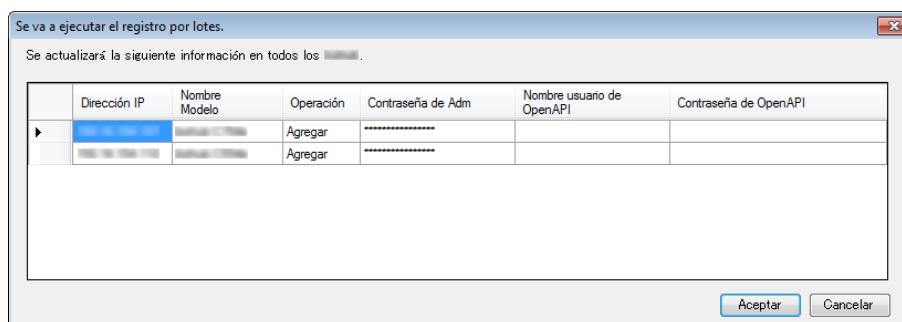 Se va a ejecutar el registro por lotes.
Se actualizará la siguiente información en todos los .
Dirección IP
Nombre
Modelo
Operación
Contraseña de Adm
Nombre usuario de
OpenAPI
Contraseña de OpenAPI
Agregar ****************
Agregar ****************
Aceptar Cancelar